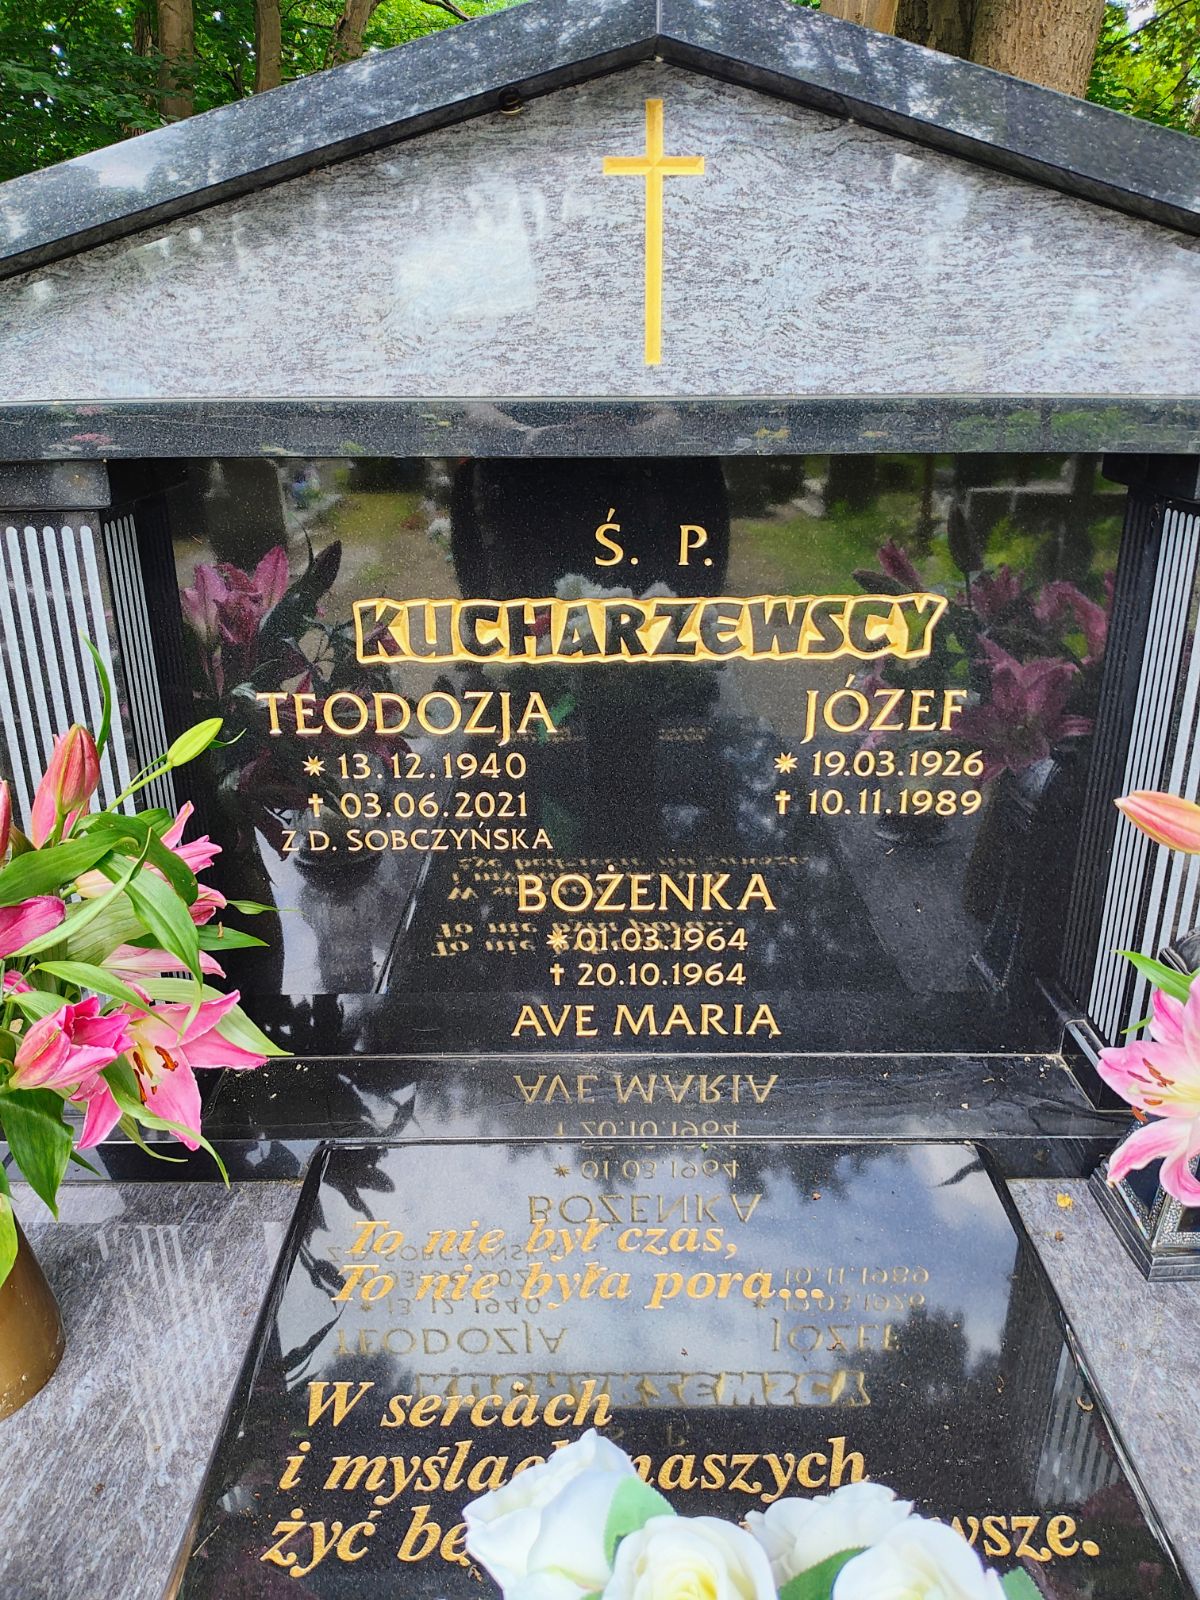 Ś. P.
KUCHARZEWSCY
TEODOZJA
* 13.12.1940
† 03.06.2021
Z D. SOBCZYŃSKA
JÓZEF
* 19.03.1926
† 10.11.1989
BOŻENKA
* 01.03.1964
† 20.10.1964
AVE MARIA
To nie był czas,
To nie była pora...
W sercach
i myślach naszych
żyć